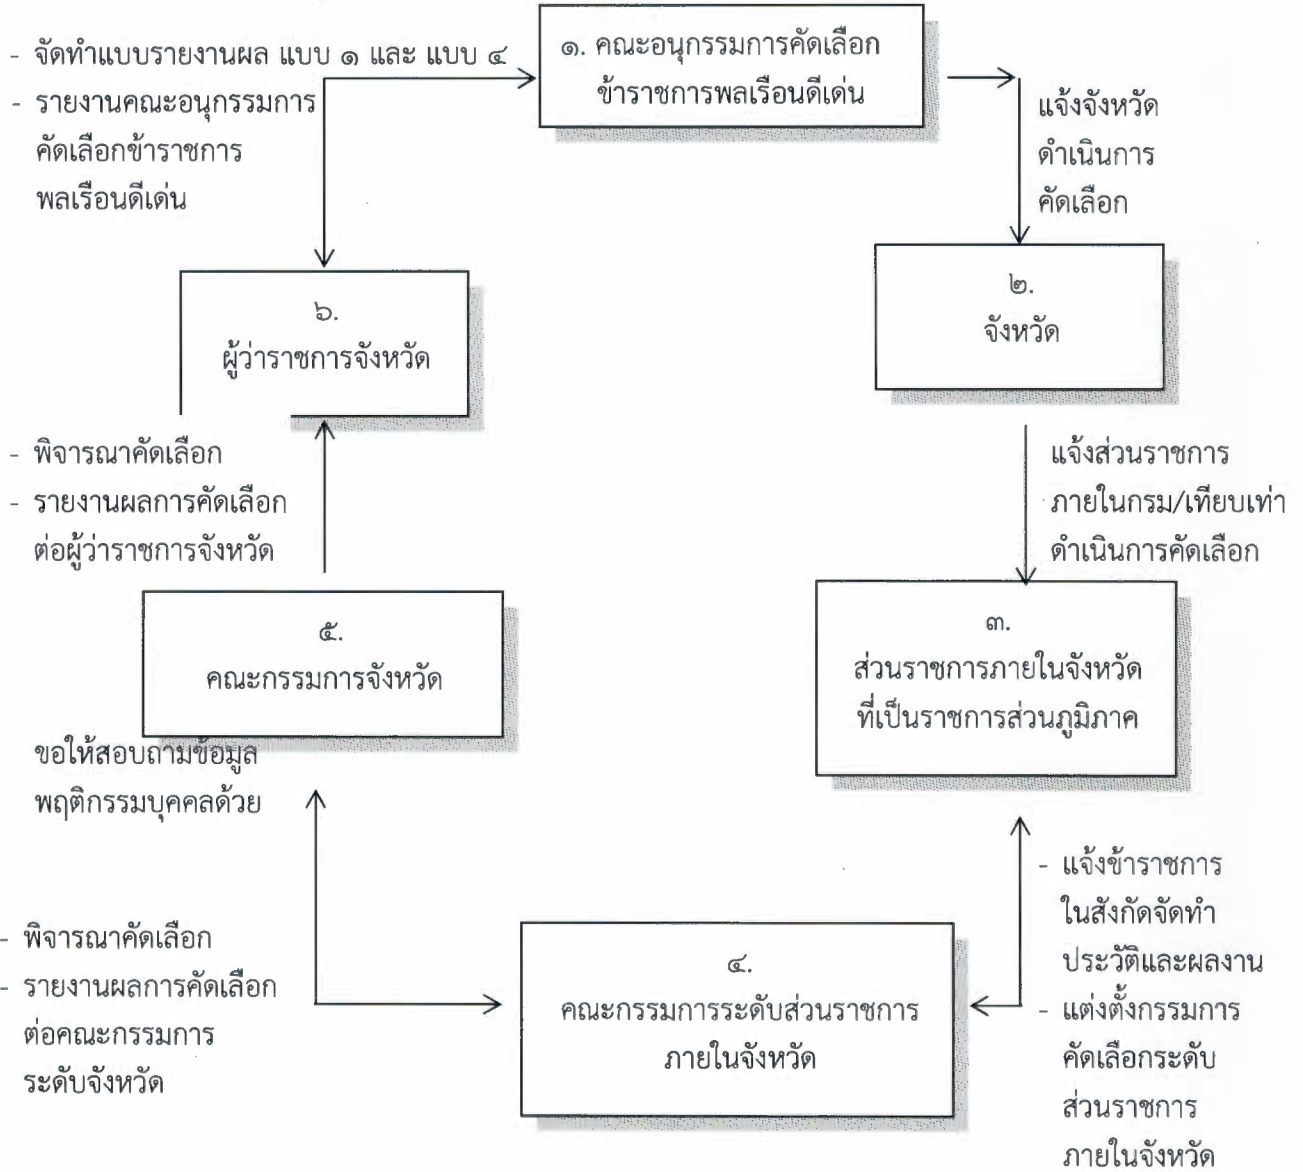 - จัดทำแบบรายงานผล แบบ ๑ และ แบบ ๔
- รายงานคณะอนุกรรมการ
คัดเลือกข้าราชการ
พลเรือนดีเด่น
๑. คณะอนุกรรมการคัดเลือก
ข้าราชการพลเรือนดีเด่น
แจ้งจังหวัด
ดำเนินการ
คัดเลือก
๒.
จังหวัด
แจ้งส่วนราชการ
ภายในกรม/เทียบเท่า
ดำเนินการคัดเลือก
๓.
ส่วนราชการภายในจังหวัด
ที่เป็นราชการส่วนภูมิภาค
- แจ้งข้าราชการ
ในสังกัดจัดทำ
ประวัติและผลงาน
- แต่งตั้งกรรมการ
คัดเลือกระดับ
ส่วนราชการ
ภายในจังหวัด
๔.
คณะกรรมการระดับส่วนราชการ
ภายในจังหวัด
- พิจารณาคัดเลือก
- รายงานผลการคัดเลือก
ต่อคณะกรรมการ
ระดับจังหวัด
ขอให้สอบถามข้อมูล
พฤติกรรมบุคคลด้วย
๕.
คณะกรรมการจังหวัด
- พิจารณาคัดเลือก
- รายงานผลการคัดเลือก
ต่อผู้ว่าราชการจังหวัด
๖.
ผู้ว่าราชการจังหวัด